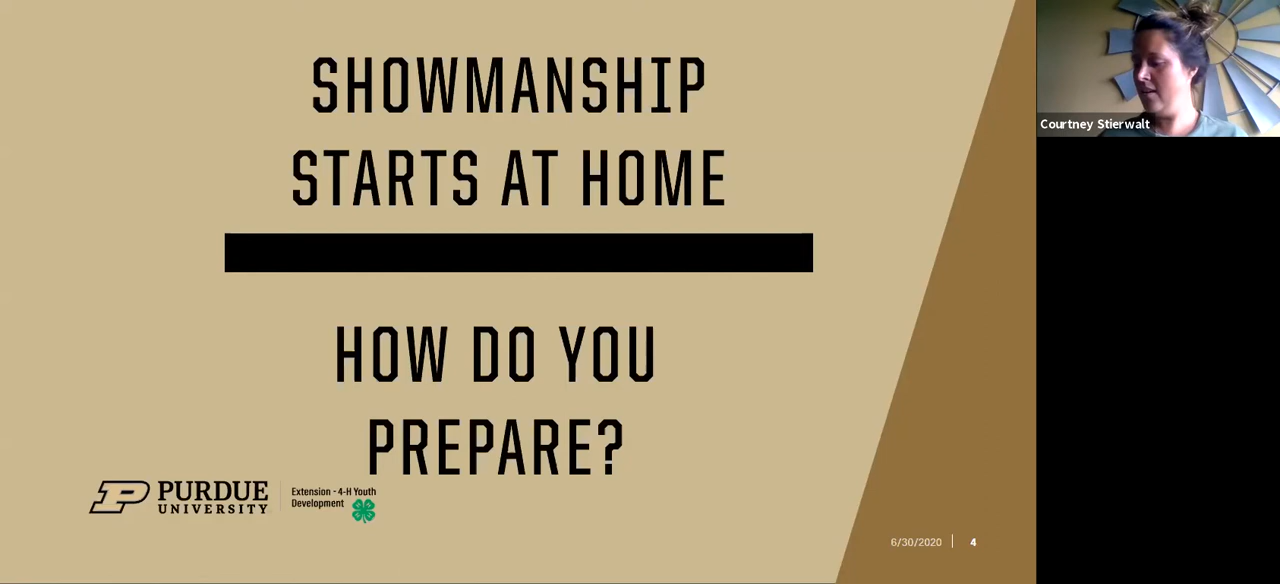 SHOWMANSHIP
STARTS AT HOME
HOW DO YOU
PREPARE?
P PURDUE
UNIVERSITY
Extension - 4-H Youth
Development
6/30/2020 | 4
Courtney Stierwalt